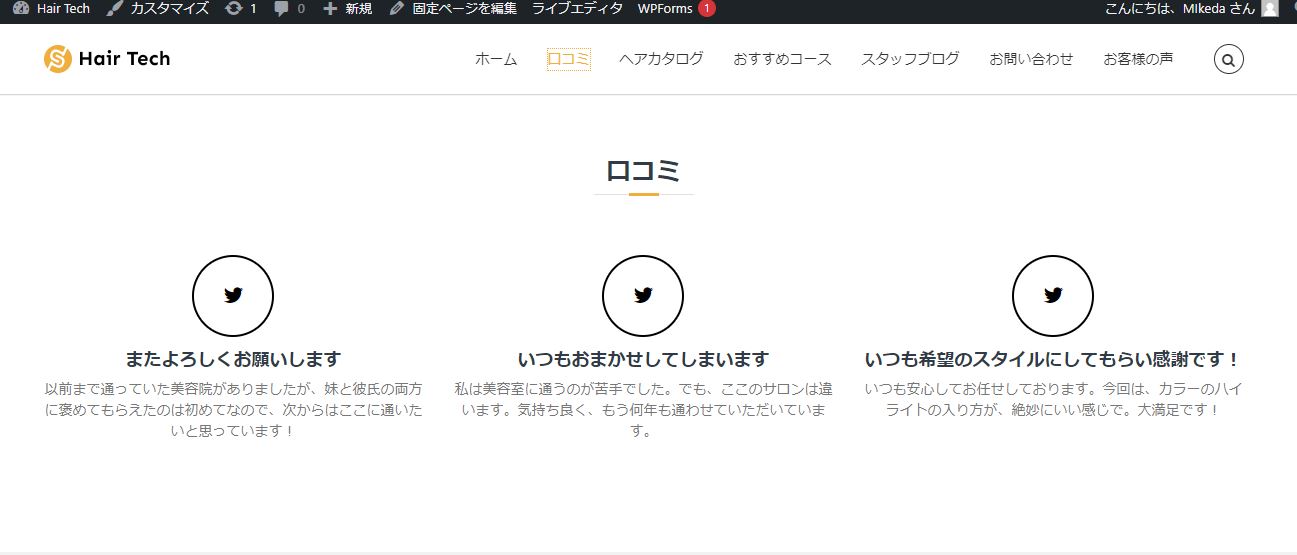 Hair Tech カスタマイズ 1 0 新規 固定ページを編集 ライブエディタ WPForms 1 こんにちは、MIkeda さん
Hair Tech ホーム 口コミ ヘアカタログ おすすめコース スタッフブログ お問い合わせ お客様の声
口コミ
またよろしくお願いします
以前まで通っていた美容院がありましたが、妹と彼氏の両方
に褒めてもらえたのは初めてなので、次からはここに通いた
いと思っています！
いつもおまかせしてしまいます
私は美容室に通うのが苦手でした。でも、ここのサロンは違
います。気持ち良く、もう何年も通わせていただいていま
す。
いつも希望のスタイルにしてもらい感謝です！
いつも安心してお任せしております。今回は、カラーのハイ
ライトの入り方が、絶妙にいい感じで。大満足です！